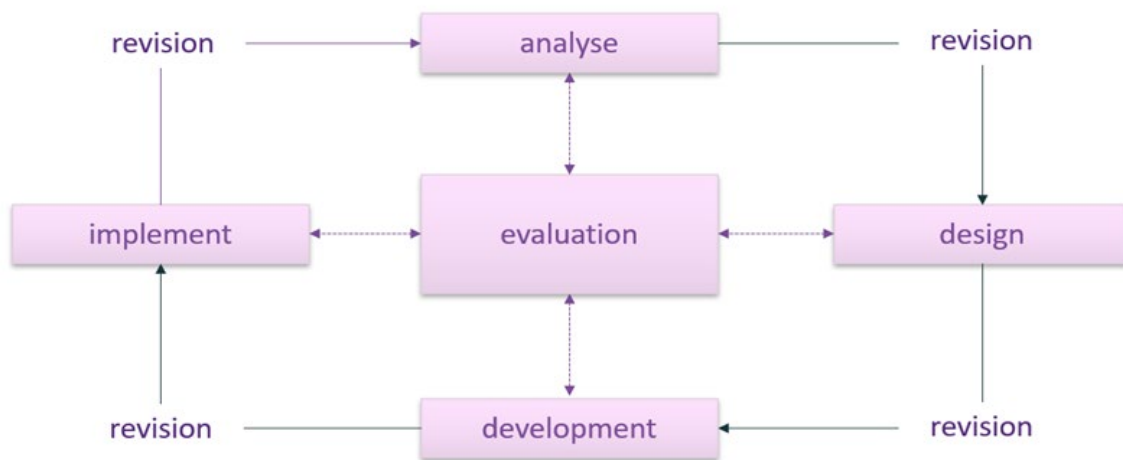 revision
analyse
revision
implement
evaluation
design
revision
development
revision